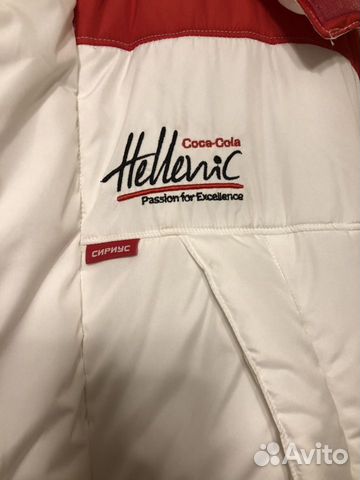 Coca-Cola
Hellenic
Passion for Excellence
СИРИУС
Avito